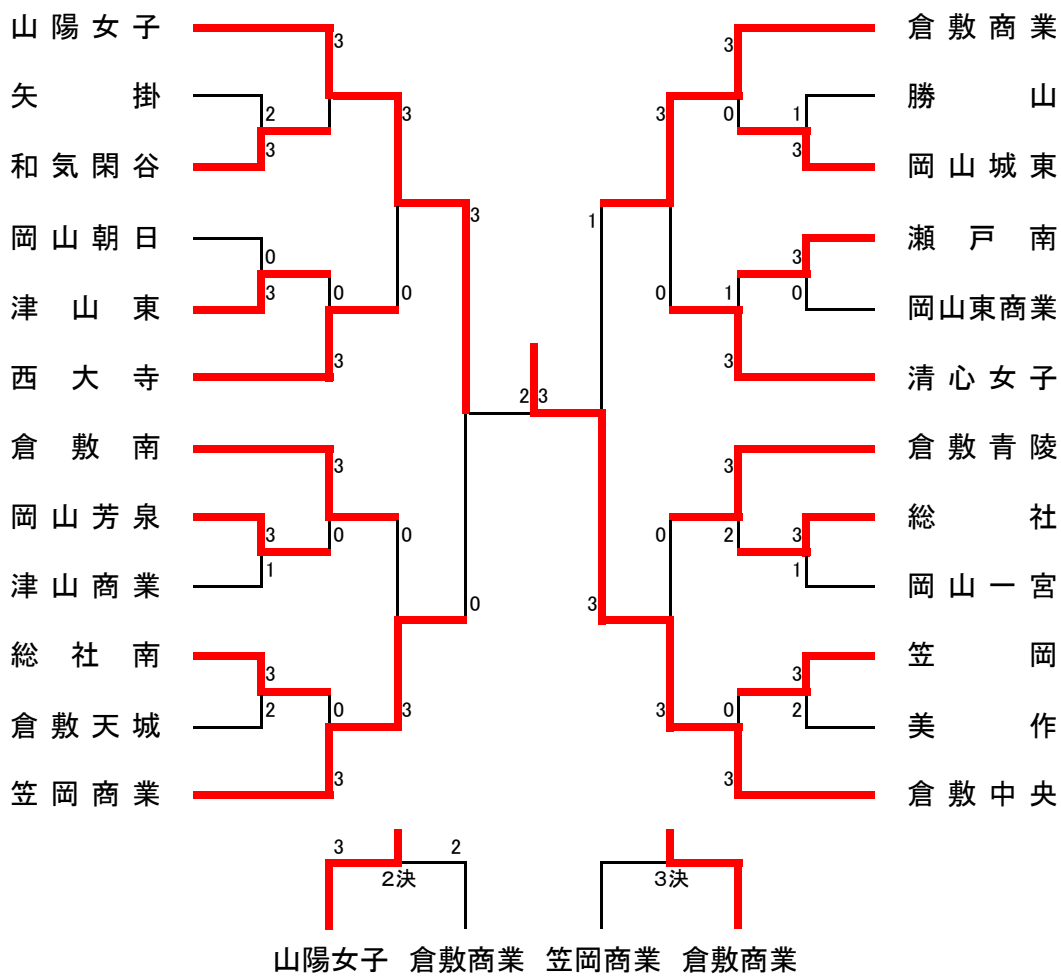 山陽女子
3
矢掛
2
3
和気閑谷
3
岡山朝日
0
3
津山東
0
0
3
西大寺
3
倉敷南
3
岡山芳泉
3
0
0
津山商業
1
0
総社南
3
倉敷天城
2
0
3
笠岡商業
3
2 3
倉敷商業
3
勝山
3
0
1
岡山城東
3
1
瀬戸南
3
岡山東商業
0
1
0
清心女子
3
倉敷青陵
3
総社
0
2
3
岡山一宮
1
3
笠岡
3
美作
3
0
2
倉敷中央
3
3 2
2決
3決
山陽女子 倉敷商業 笠岡商業 倉敷商業